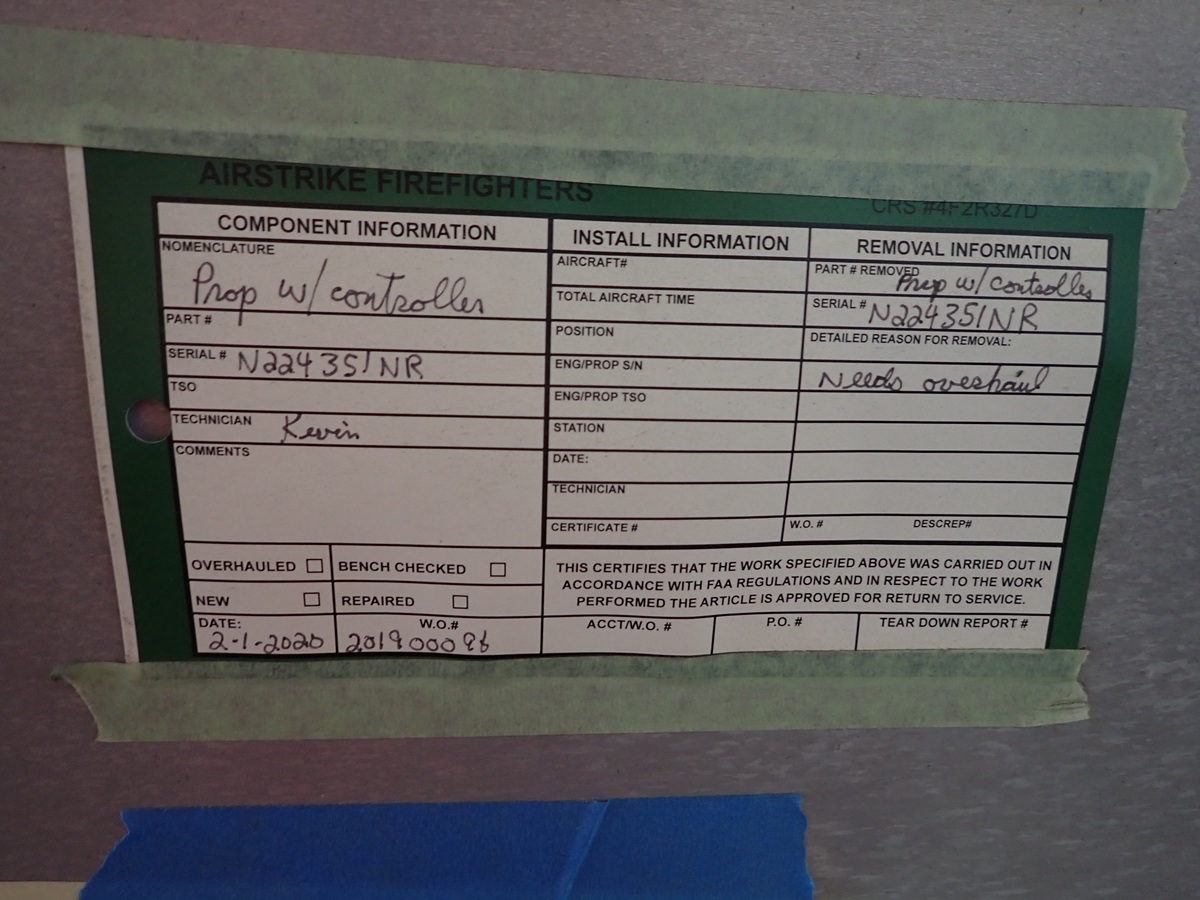 AIRSTRIKE FIREFIGHTERS
CRS #4F2R327D
COMPONENT INFORMATION
NOMENCLATURE
Prop w/ controller
PART #
SERIAL # N224351NR
TSO
TECHNICIAN Kevin
COMMENTS
OVERHAULED BENCH CHECKED
NEW REPAIRED
DATE: W.O.#
2-1-2020 201900096
INSTALL INFORMATION
AIRCRAFT#
TOTAL AIRCRAFT TIME
POSITION
ENG/PROP S/N
ENG/PROP TSO
STATION
DATE:
TECHNICIAN
CERTIFICATE #
REMOVAL INFORMATION
PART # REMOVED Prop w/ controller
SERIAL # N224351NR
DETAILED REASON FOR REMOVAL:
Needs overhaul
W.O. # DESCREP#
THIS CERTIFIES THAT THE WORK SPECIFIED ABOVE WAS CARRIED OUT IN
ACCORDANCE WITH FAA REGULATIONS AND IN RESPECT TO THE WORK
PERFORMED THE ARTICLE IS APPROVED FOR RETURN TO SERVICE.
ACCT/W.O. # P.O. # TEAR DOWN REPORT #